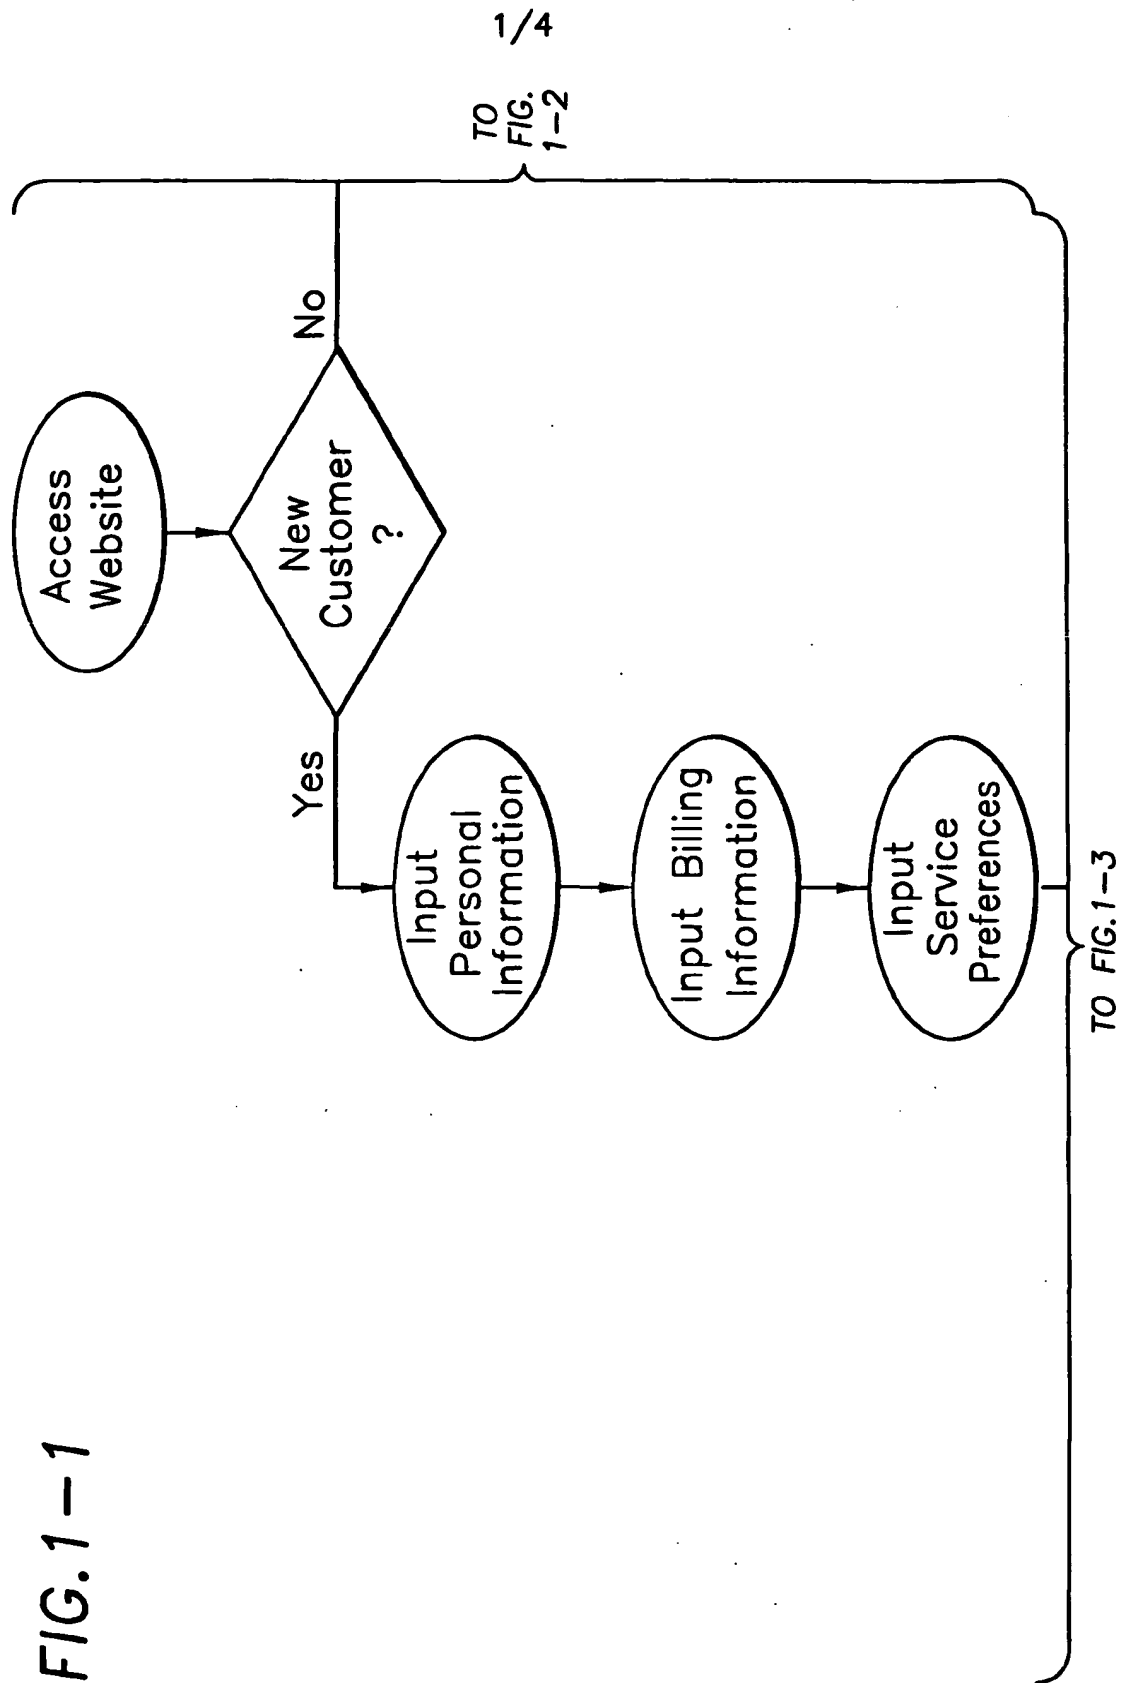 1/4
TO
FIG.
1-2
FIG. 1-1
Access
Website
New
Customer
?
No
Yes
Input
Personal
Information
Input Billing
Information
Input
Service
Preferences
TO FIG. 1-3